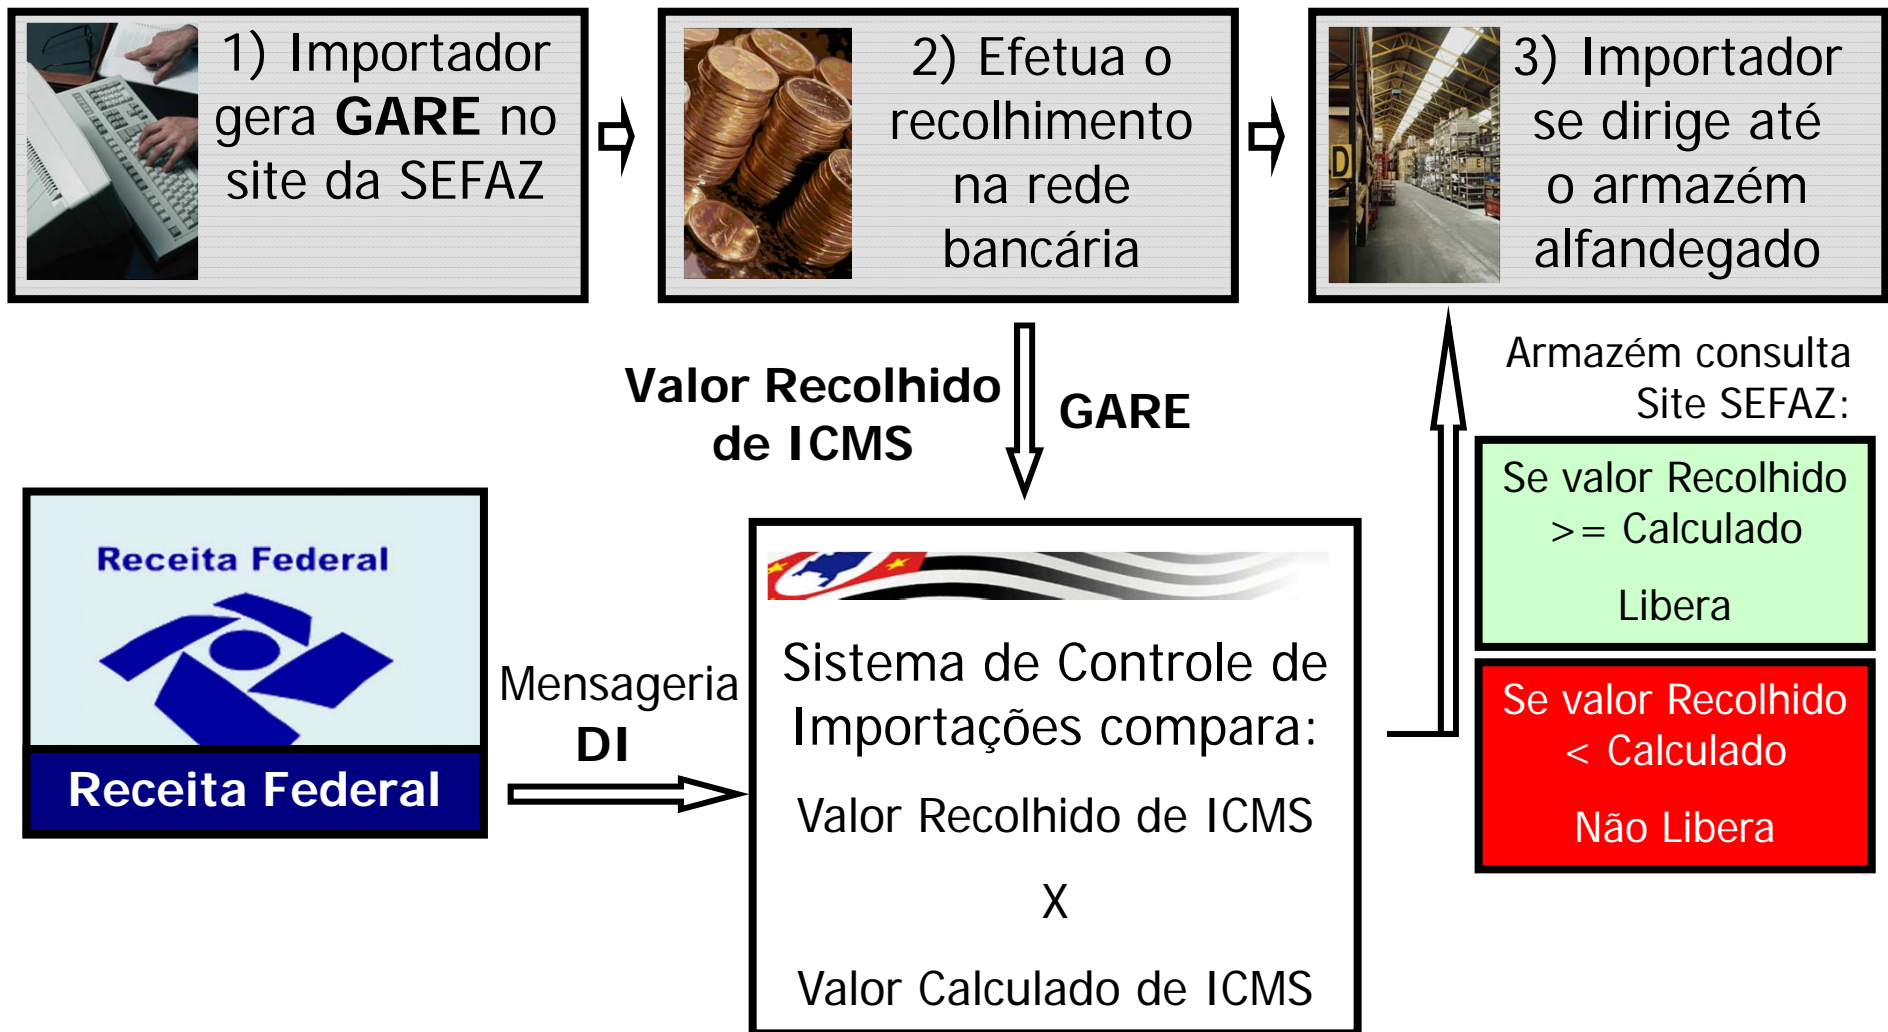 1) Importador
gera GARE no
site da SEFAZ
2) Efetua o
recolhimento
na rede
bancária
3) Importador
se dirige até
o armazém
alfandegado
D
E
Valor Recolhido
de ICMS
GARE
Armazém consulta
Site SEFAZ:
Se valor Recolhido
>= Calculado
Libera
Se valor Recolhido
< Calculado
Não Libera
Receita Federal
Receita Federal
Mensageria
DI
Sistema de Controle de
Importações compara:
Valor Recolhido de ICMS
X
Valor Calculado de ICMS